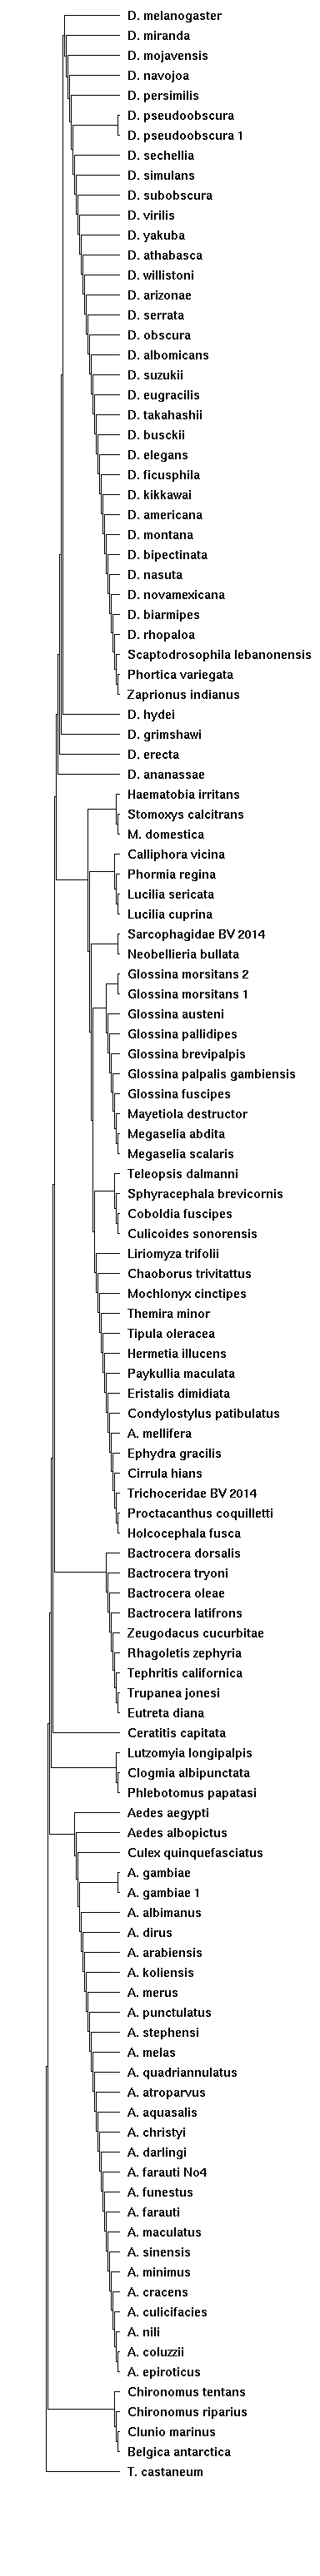 D. melanogaster
D. miranda
D. mojavensis
D. navojoa
D. persimilis
D. pseudoobscura
D. pseudoobscura 1
D. sechellia
D. simulans
D. subobscura
D. virilis
D. yakuba
D. athabasca
D. willistoni
D. arizonae
D. serrata
D. obscura
D. albomicans
D. suzukii
D. eugracilis
D. takahashii
D. busckii
D. elegans
D. ficusphila
D. kikkawai
D. americana
D. montana
D. bipectinata
D. nasuta
D. novamexicana
D. biarmipes
D. rhopaloa
Scaptodrosophila lebanonensis
Phortica variegata
Zaprionus indianus
D. hydei
D. grimshawi
D. erecta
D. ananassae
Haematobia irritans
Stomoxys calcitrans
M. domestica
Calliphora vicina
Phormia regina
Lucilia sericata
Lucilia cuprina
Sarcophagidae BV 2014
Neobellieria bullata
Glossina morsitans 2
Glossina morsitans 1
Glossina austeni
Glossina pallidipes
Glossina brevipalpis
Glossina palpalis gambiensis
Glossina fuscipes
Mayetiola destructor
Megaselia abdita
Megaselia scalaris
Teleopsis dalmanni
Sphyracephala brevicornis
Coboldia fuscipes
Culicoides sonorensis
Liriomyza trifolii
Chaoborus trivitattus
Mochlonyx cinctipes
Themira minor
Tipula oleracea
Hermetia illucens
Paykullia maculata
Eristalis dimidiata
Condylostylus patibulatus
A. mellifera
Ephydra gracilis
Cirrula hians
Trichoceridae BV 2014
Proctacanthus coquilletti
Holcocephala fusca
Bactrocera dorsalis
Bactrocera tryoni
Bactrocera oleae
Bactrocera latifrons
Zeugodacus cucurbitae
Rhagoletis zephyria
Tephritis californica
Trupanea jonesi
Eutreta diana
Ceratitis capitata
Lutzomyia longipalpis
Clogmia albipunctata
Phlebotomus papatasi
Aedes aegypti
Aedes albopictus
Culex quinquefasciatus
A. gambiae
A. gambiae 1
A. albimanus
A. dirus
A. arabiensis
A. koliensis
A. merus
A. punctulatus
A. stephensi
A. melas
A. quadriannulatus
A. atroparvus
A. aquasalis
A. christyi
A. darlingi
A. farauti No4
A. funestus
A. farauti
A. maculatus
A. sinensis
A. minimus
A. cracens
A. culicifacies
A. nili
A. coluzzii
A. epiroticus
Chironomus tentans
Chironomus riparius
Clunio marinus
Belgica antarctica
T. castaneum